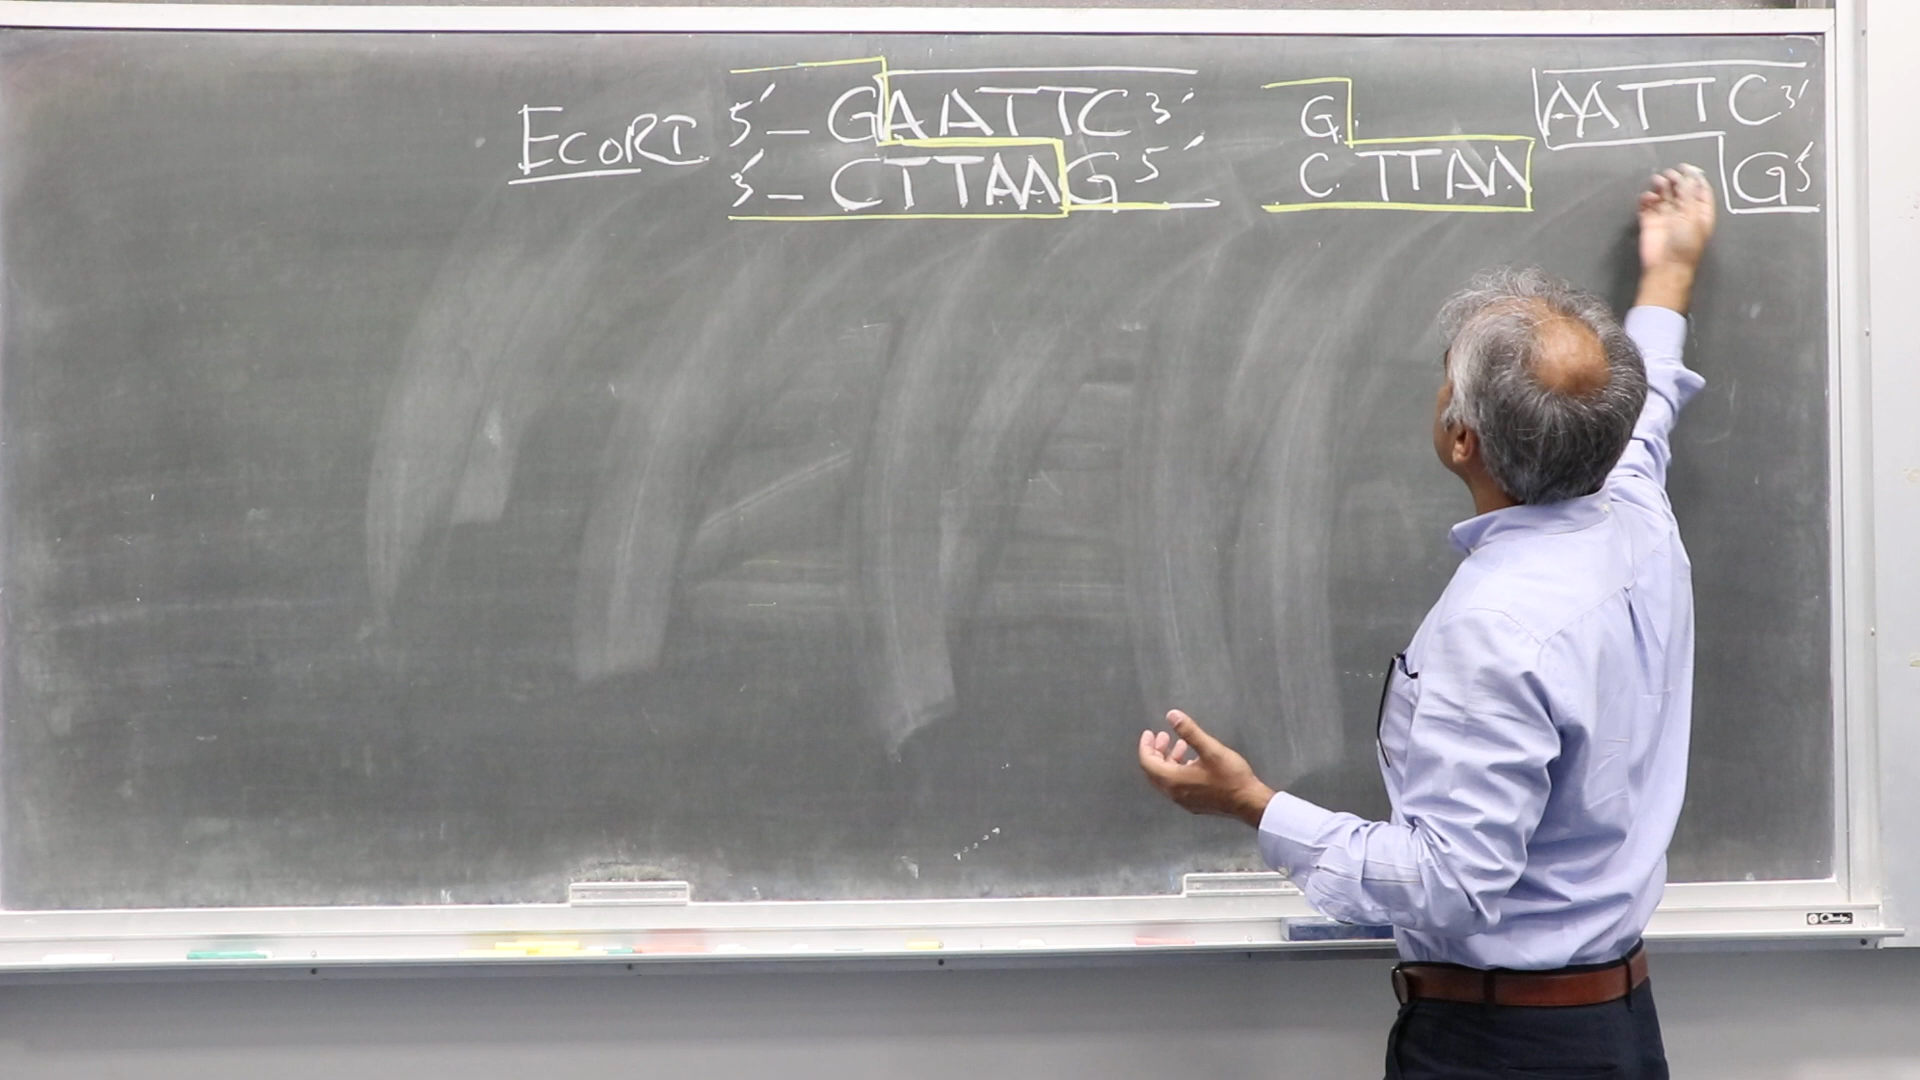 EcoRI 5′ – GAATTC 3′ G AATTC 3′
3′ – CTTAAG 5′ CTTAA G 5′